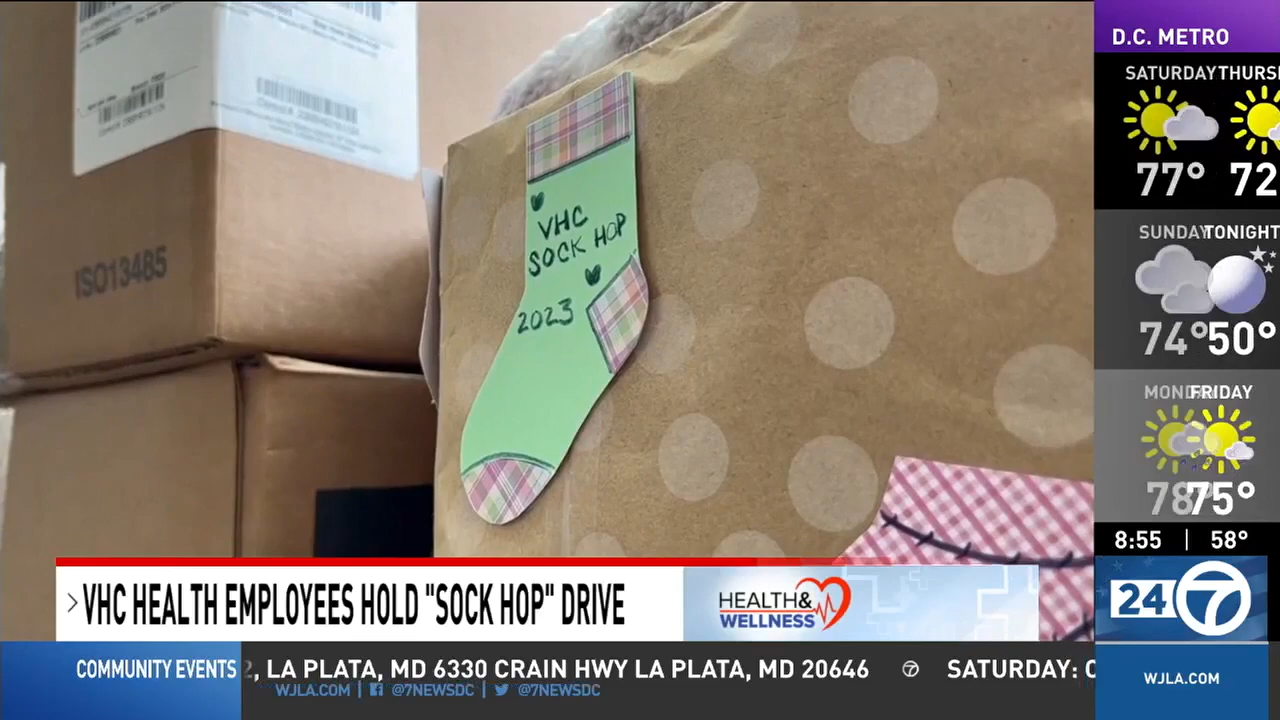 D.C. METRO
SATURDAY
THURS
77°
72
ISO13485
VHC
SOCK HOP
2023
SUNDAY
TONIGHT
74°
50°
FRIDAY
75°
8:55 | 58°
24 7
>VHC HEALTH EMPLOYEES HOLD "SOCK HOP" DRIVE
HEALTH&
WELLNESS
COMMUNITY EVENTS
, LA PLATA, MD 6330 CRAIN HWY LA PLATA, MD 20646 7 SATURDAY: O
WJLA.COM | @7NEWSDC | @7NEWSDC
WJLA.COM